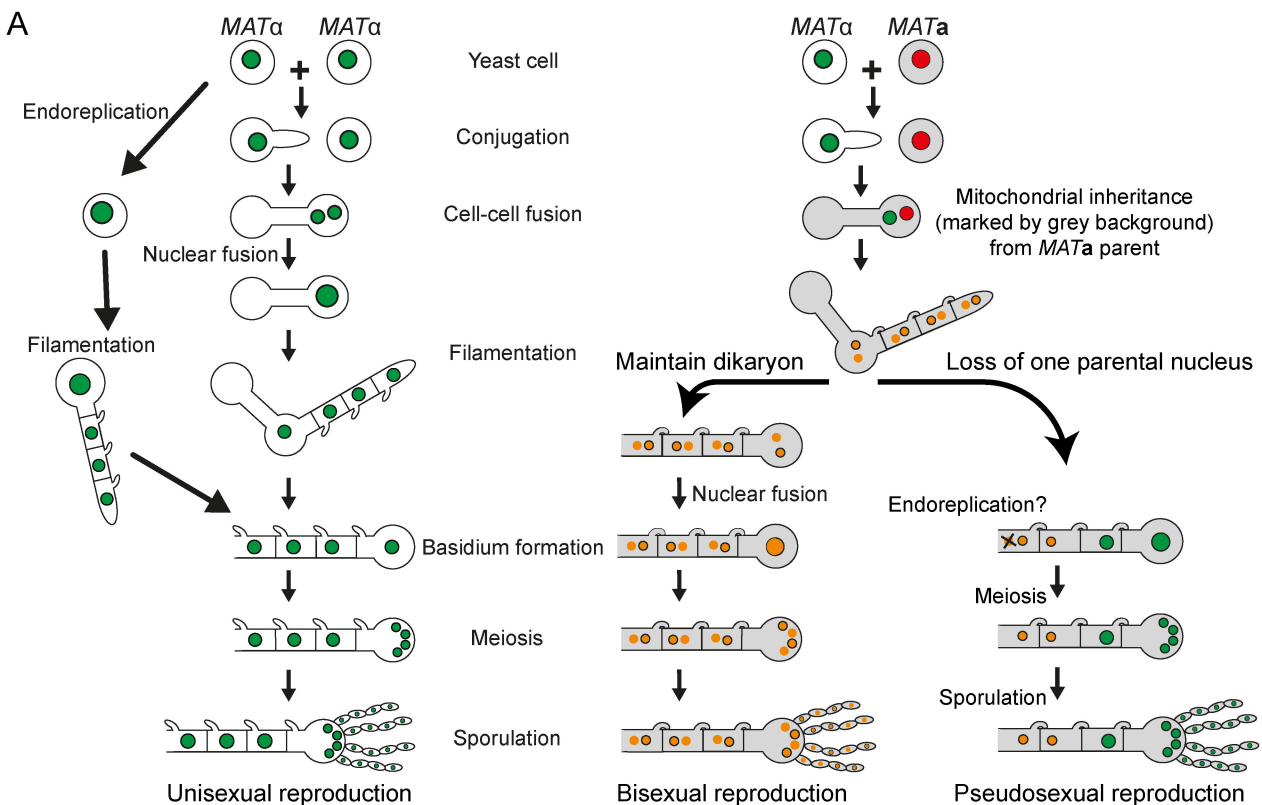 A
MATα MATα
MATα MATa
Yeast cell
Endoreplication
Conjugation
Cell-cell fusion
Mitochondrial inheritance
(marked by grey background)
from MATa parent
Nuclear fusion
Filamentation
Filamentation
Maintain dikaryon
Loss of one parental nucleus
Nuclear fusion
Endoreplication?
Basidium formation
Meiosis
Meiosis
Sporulation
Sporulation
Unisexual reproduction
Bisexual reproduction
Pseudosexual reproduction